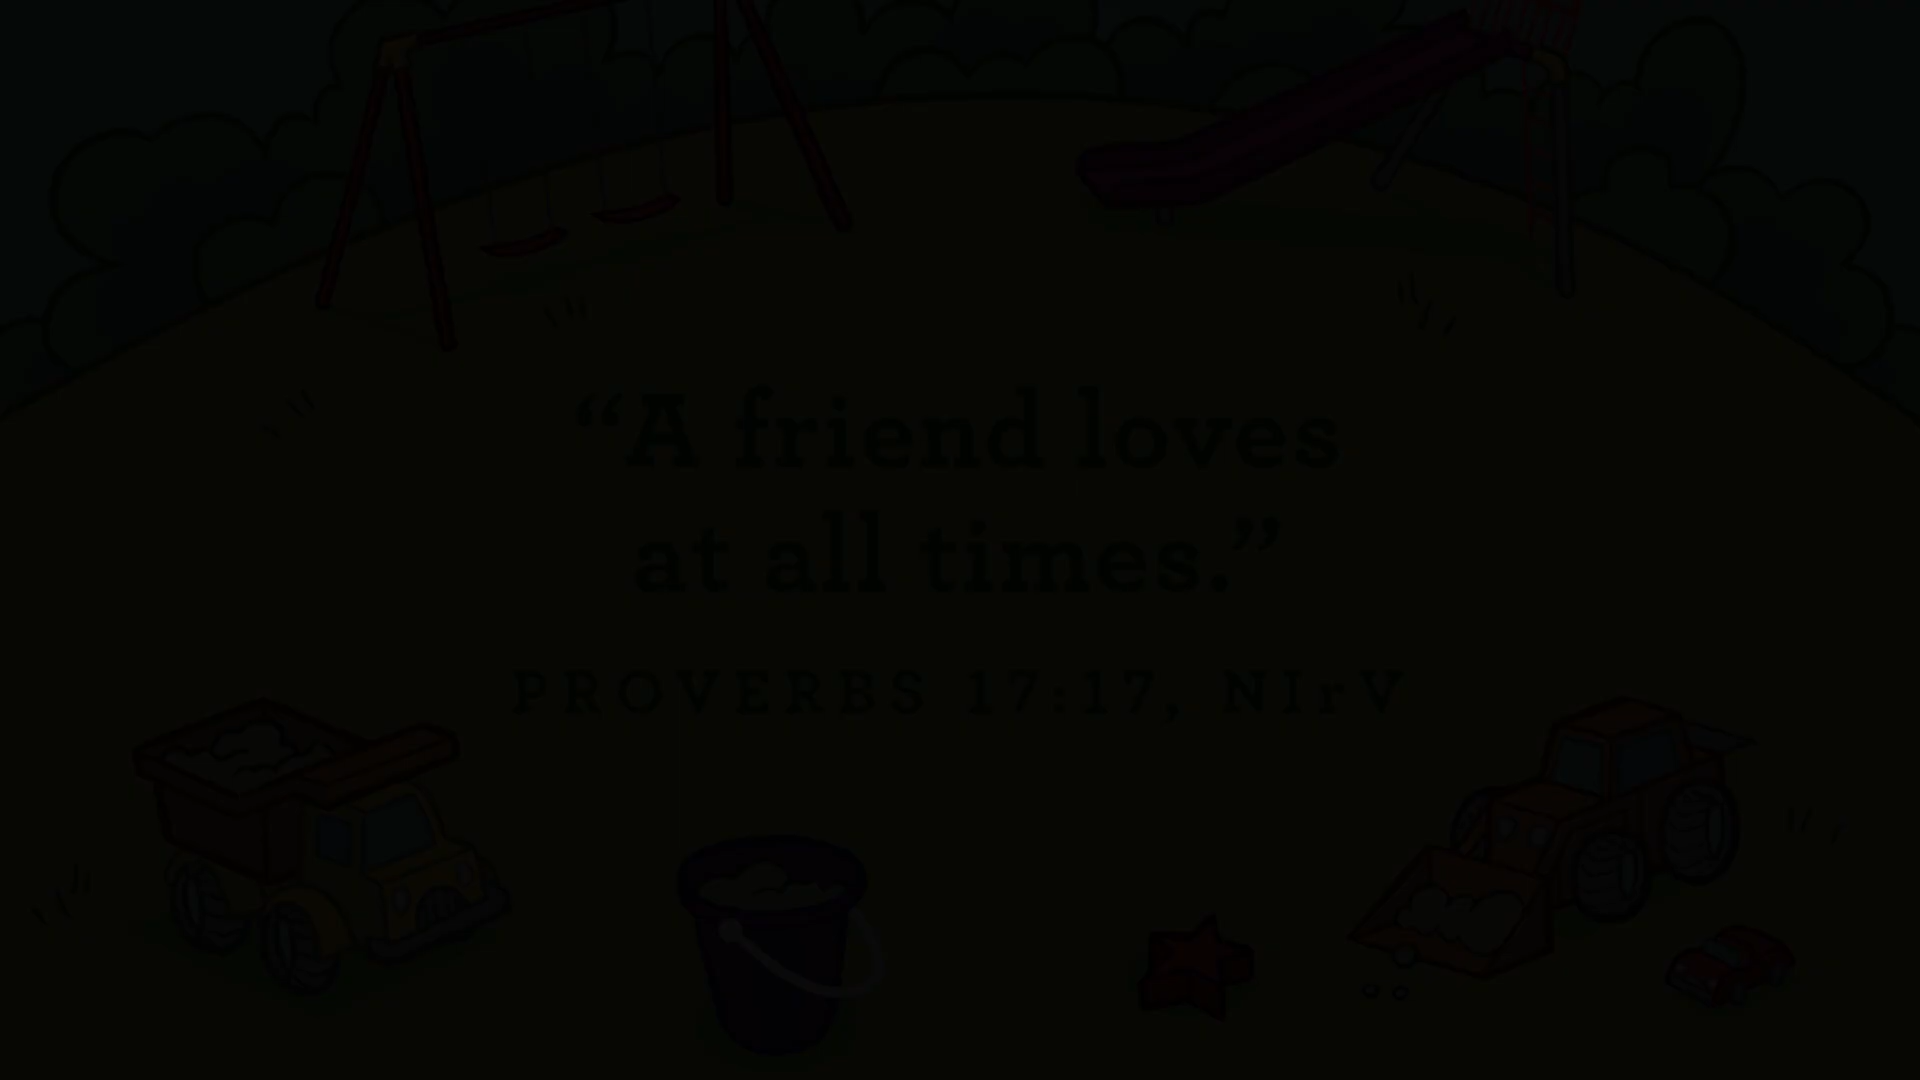 “A friend loves
at all times.”
PROVERBS 17:17, NIrV